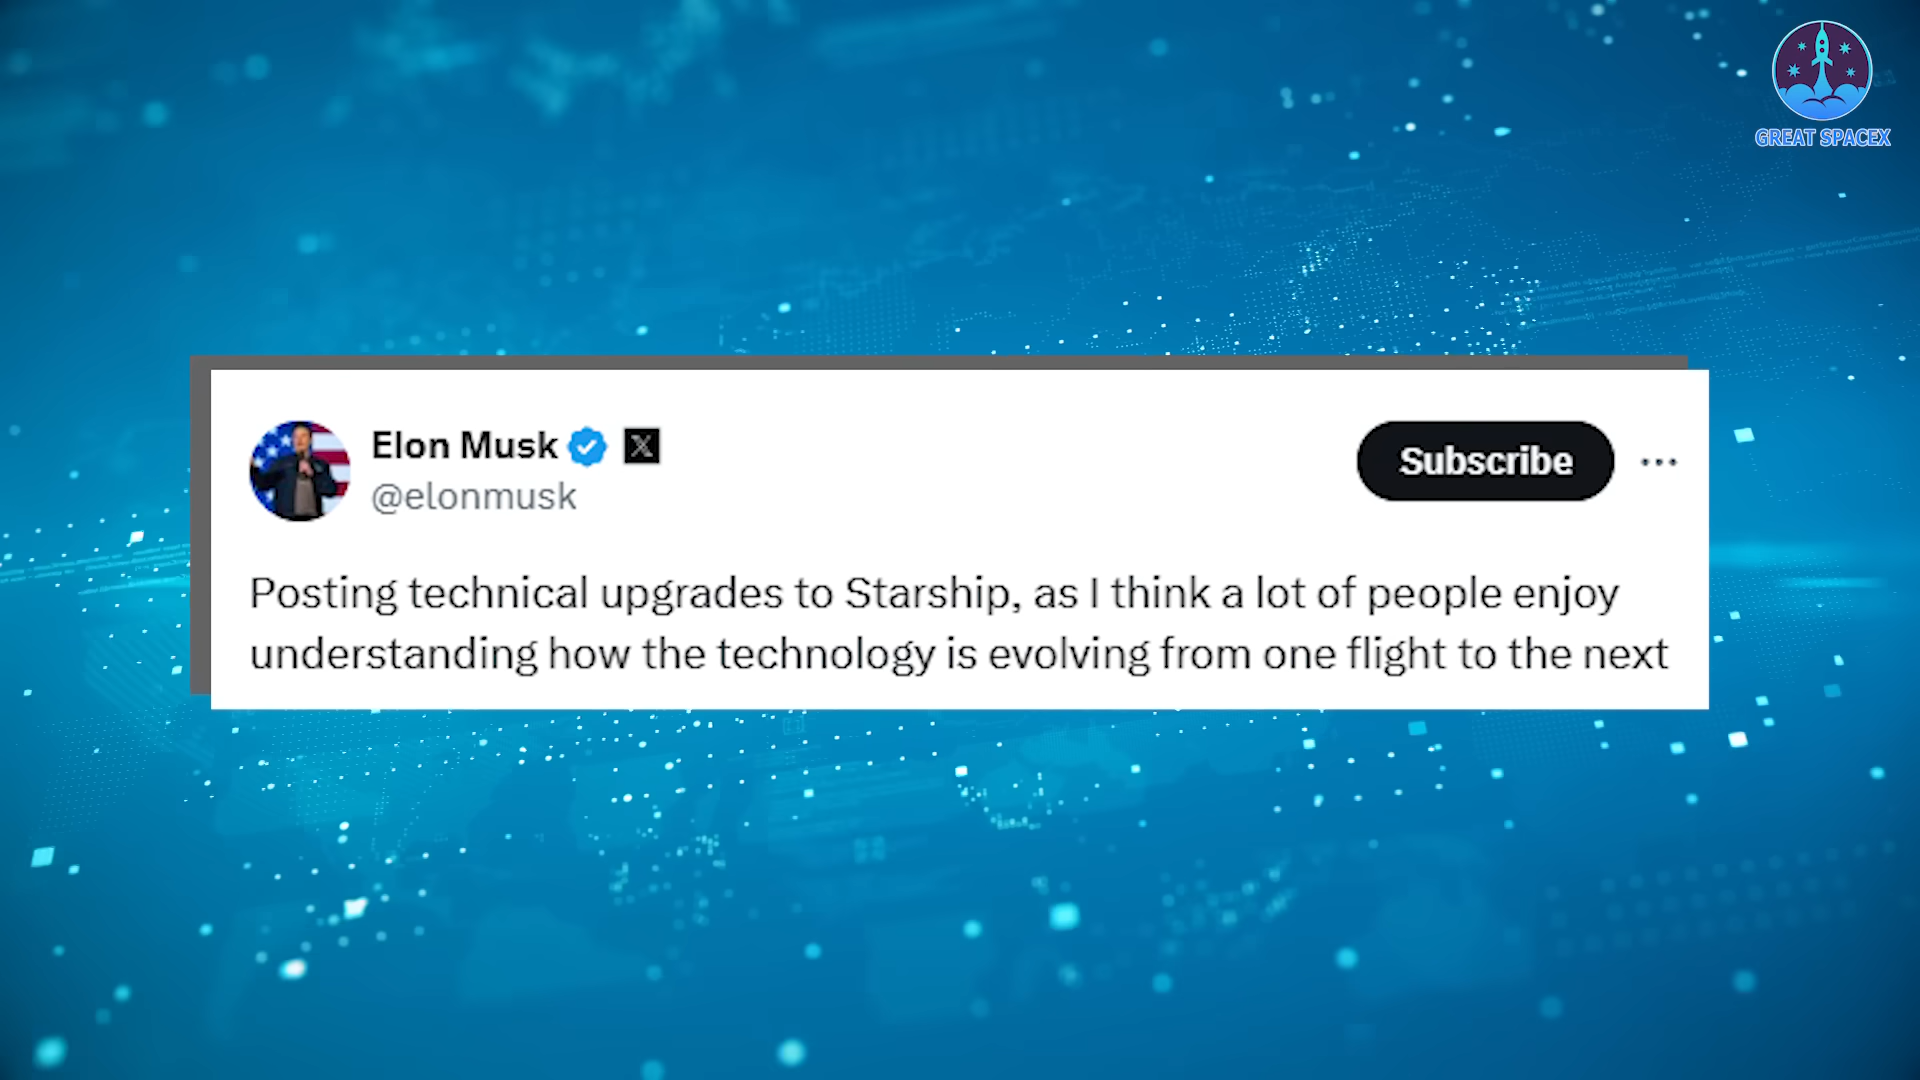 GREAT SPACEX
Elon Musk
@elonmusk
Subscribe
Posting technical upgrades to Starship, as I think a lot of people enjoy
understanding how the technology is evolving from one flight to the next